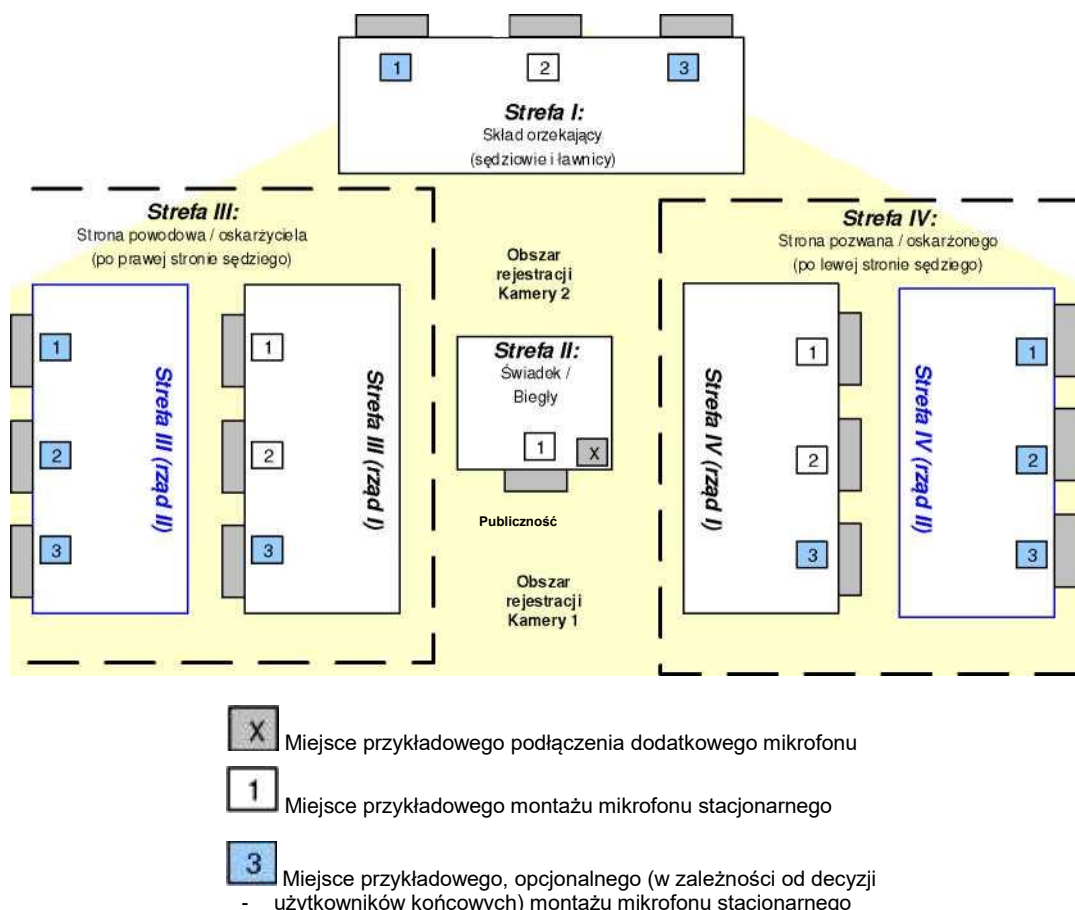 1
2
3
Strefa I:
Skład orzekający
(sędziowie i ławnicy)
Strefa III:
Strona powodowa / oskarżyciela
(po prawej stronie sędziego)
1
2
3
Strefa III (rząd II)
1
2
3
Strefa III (rząd I)
Obszar
rejestracji
Kamery 2
Strefa II:
Świadek /
Biegły
1
X
Publiczność
Obszar
rejestracji
Kamery 1
Strefa IV:
Strona pozwana / oskarżonego
(po lewej stronie sędziego)
Strefa IV (rząd I)
1
2
3
Strefa IV (rząd II)
1
2
3
X Miejsce przykładowego podłączenia dodatkowego mikrofonu
1 Miejsce przykładowego montażu mikrofonu stacjonarnego
3 Miejsce przykładowego, opcjonalnego (w zależności od decyzji
- użytkowników końcowych) montażu mikrofonu stacjonarnego